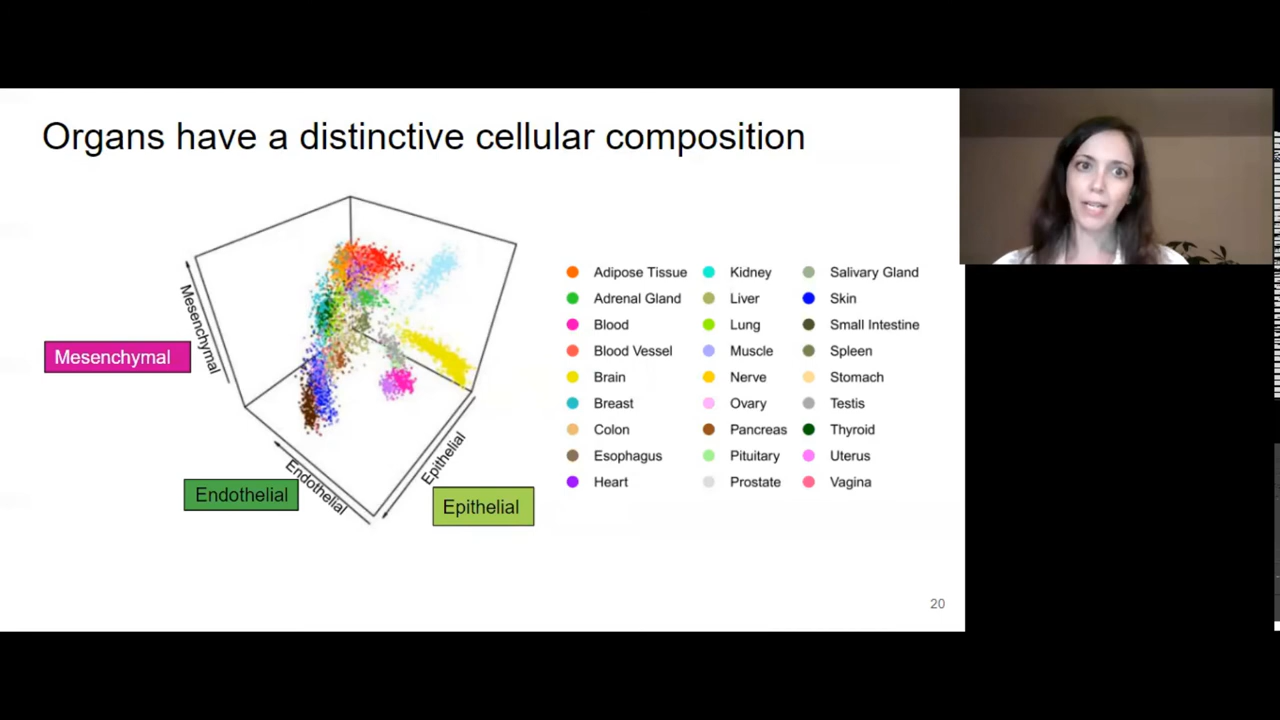 Organs have a distinctive cellular composition
Mesenchymal
Mesenchymal
Endothelial
Endothelial
Epithelial
Epithelial
Adipose Tissue
Adrenal Gland
Blood
Blood Vessel
Brain
Breast
Colon
Esophagus
Heart
Kidney
Liver
Lung
Muscle
Nerve
Ovary
Pancreas
Pituitary
Prostate
Salivary Gland
Skin
Small Intestine
Spleen
Stomach
Testis
Thyroid
Uterus
Vagina
20